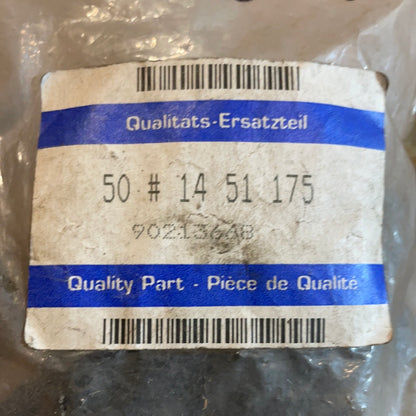 Qualitats-Ersatzteil
50 # 14 51 175
90213648
Quality Part - Pièce de Qualité